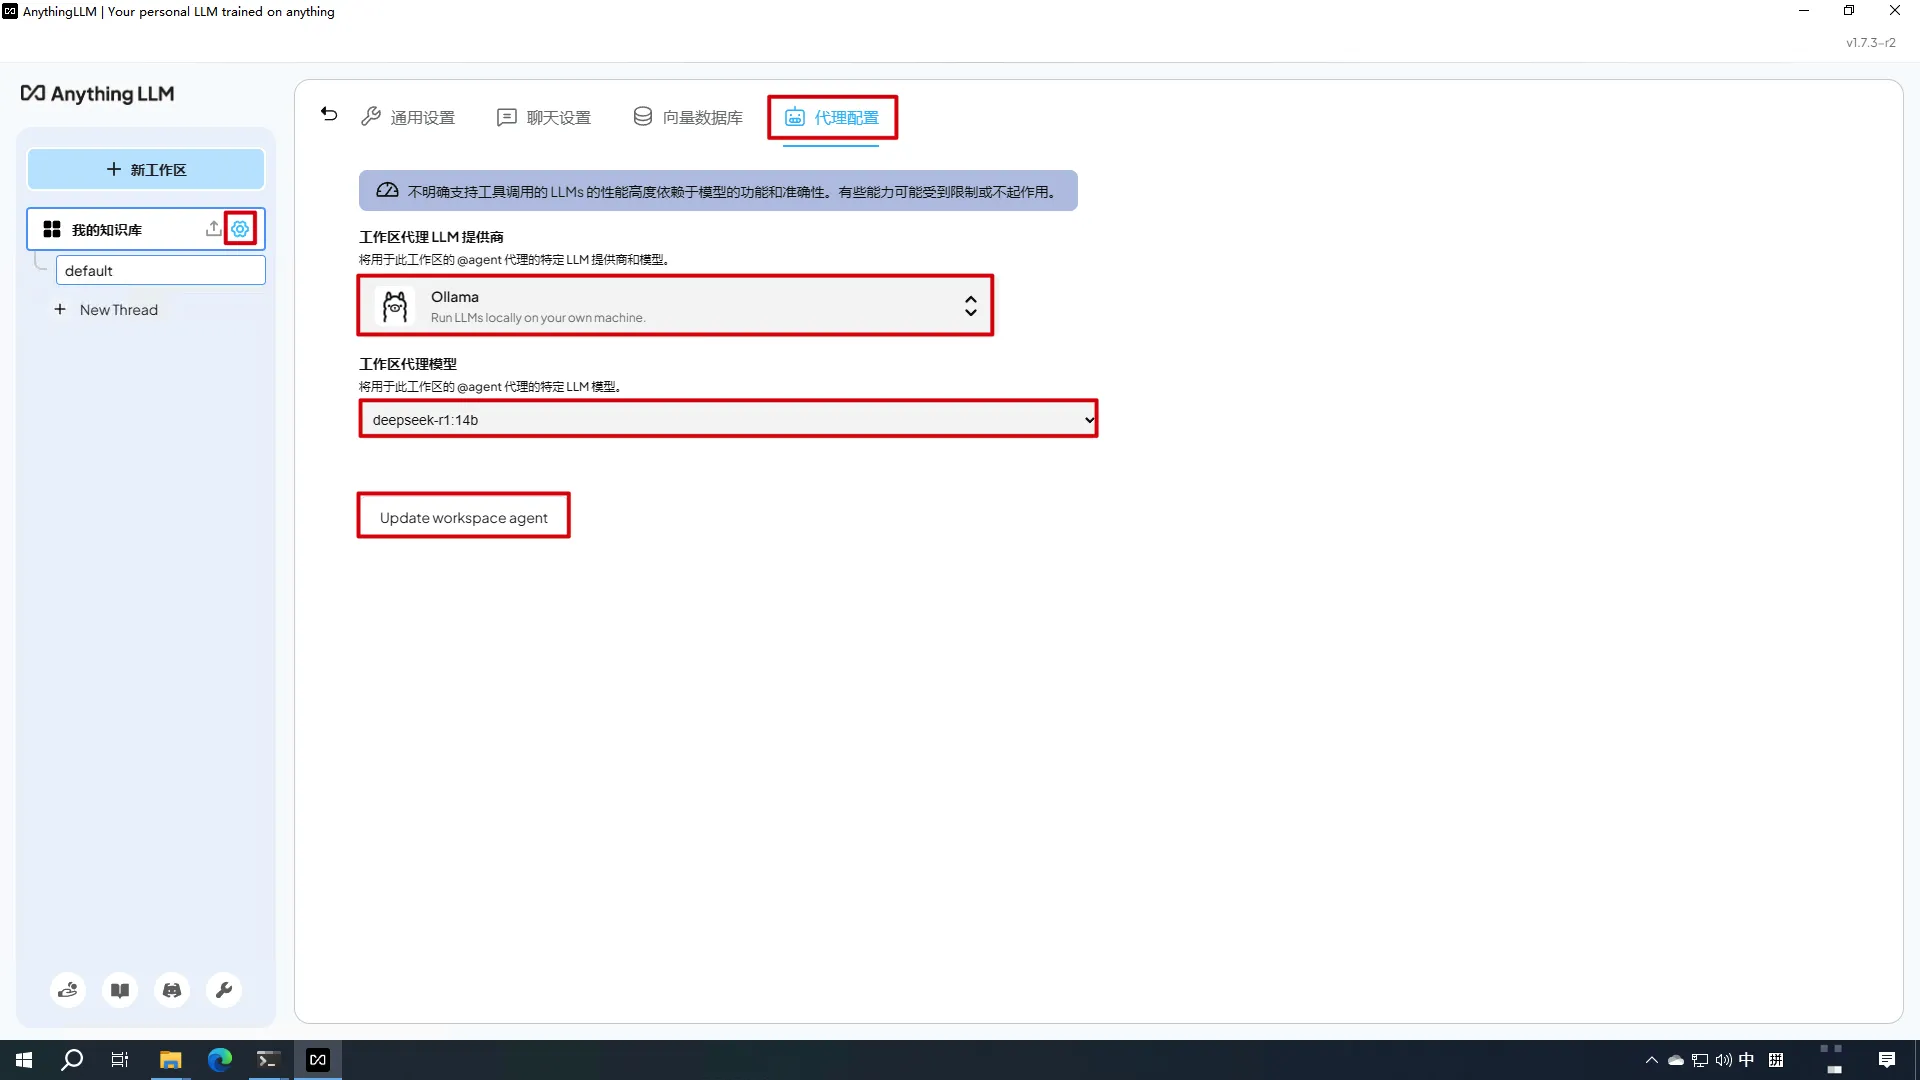 AnythingLLM | Your personal LLM trained on anything
v1.7.3-r2
Anything LLM
新工作区
我的知识库
default
New Thread
通用设置
聊天设置
向量数据库
代理配置
不明确支持工具调用的 LLMs 的性能高度依赖于模型的功能和准确性。有些能力可能受到限制或不起作用。
工作区代理 LLM 提供商
将用于此工作区的 @agent 代理的特定 LLM 提供商和模型。
Ollama
Run LLMs locally on your own machine.
工作区代理模型
将用于此工作区的 @agent 代理的特定 LLM 模型。
deepseek-r1:14b
Update workspace agent
中
拼